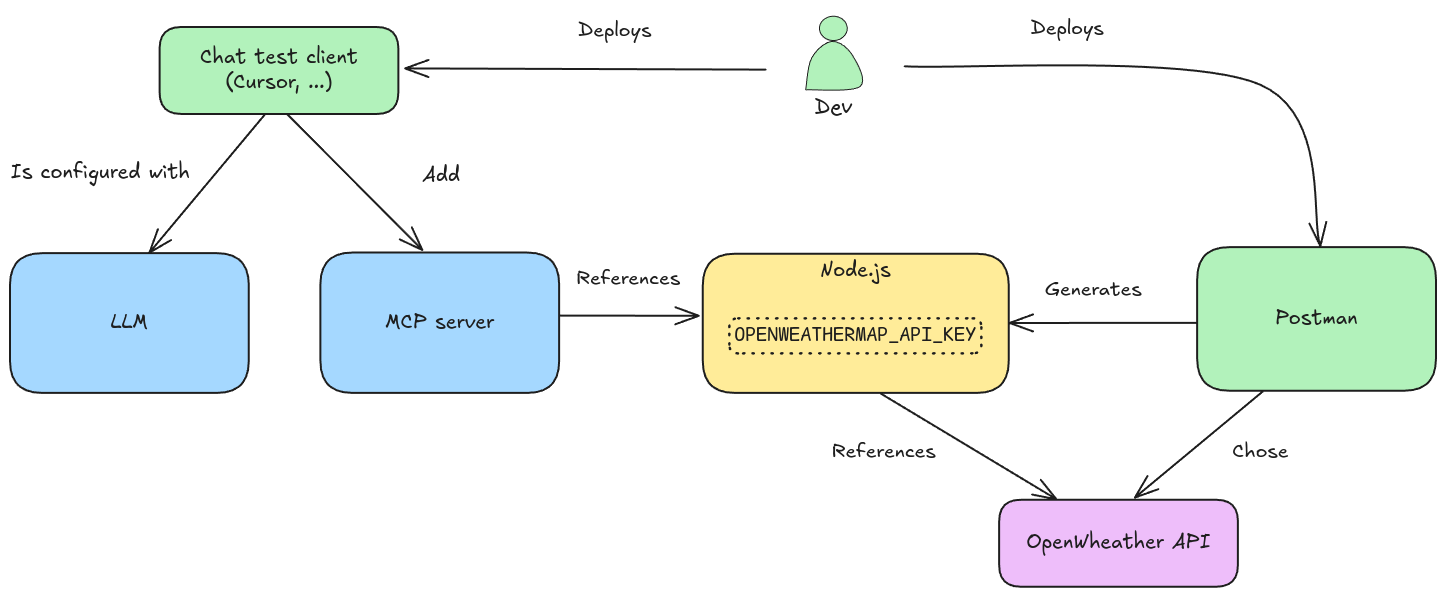 Deploys
Deploys
Chat test client
(Cursor, ...)
Dev
Is configured with
Add
LLM
MCP server
References
Node.js
OPENWEATHERMAP_API_KEY
Generates
Postman
References
Chose
OpenWheather API